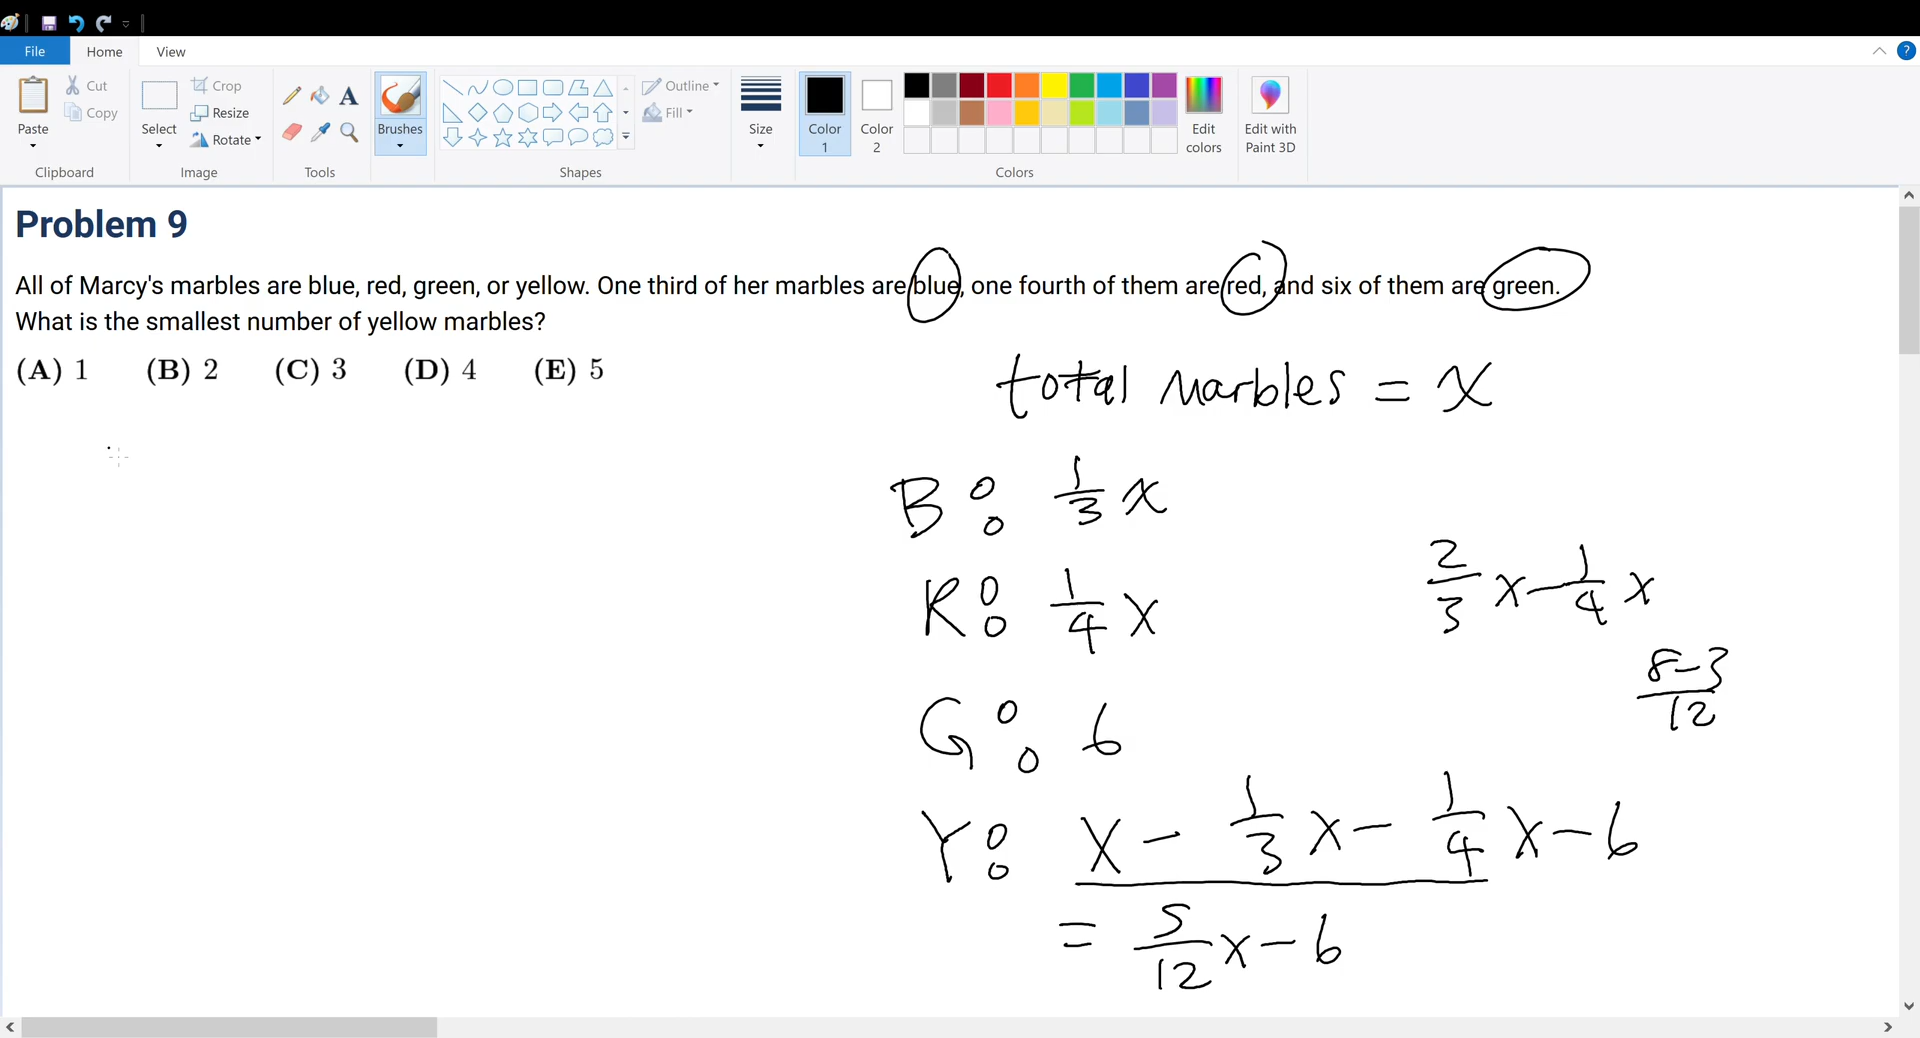 File Home View
Paste Cut Copy Select Crop Resize Rotate A Brushes Outline Fill Size Color 1 Color 2 Edit colors Edit with Paint 3D ?
Clipboard Image Tools Shapes Colors
Problem 9
All of Marcy's marbles are blue, red, green, or yellow. One third of her marbles are blue, one fourth of them are red, and six of them are green.
What is the smallest number of yellow marbles?
(A) 1 (B) 2 (C) 3 (D) 4 (E) 5
total marbles = x
B: 1/3 x
R: 1/4 x
2/3 x - 1/4 x
8-3/12
G: 6
Y: x - 1/3 x - 1/4 x - 6
= 5/12 x - 6